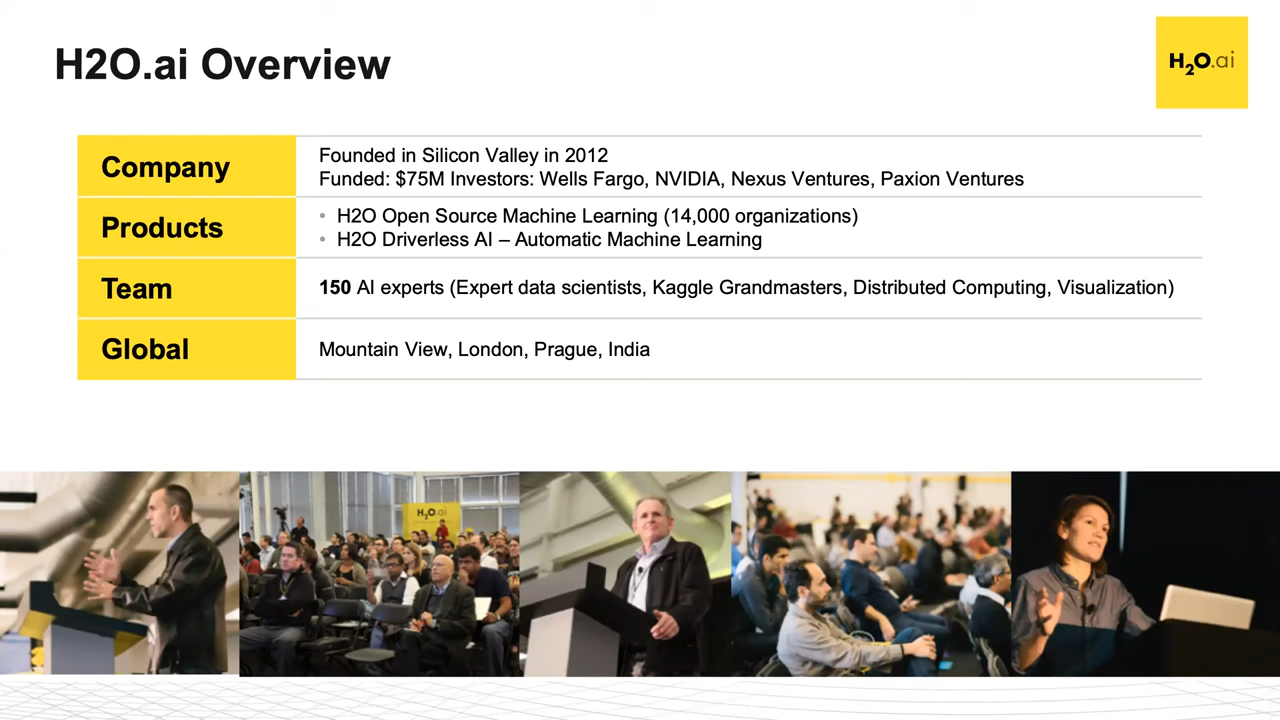 H2O.ai Overview
H2O.ai
Company
Founded in Silicon Valley in 2012
Funded: $75M Investors: Wells Fargo, NVIDIA, Nexus Ventures, Paxion Ventures
Products
• H2O Open Source Machine Learning (14,000 organizations)
• H2O Driverless AI – Automatic Machine Learning
Team
150 AI experts (Expert data scientists, Kaggle Grandmasters, Distributed Computing, Visualization)
Global
Mountain View, London, Prague, India
H2O.ai